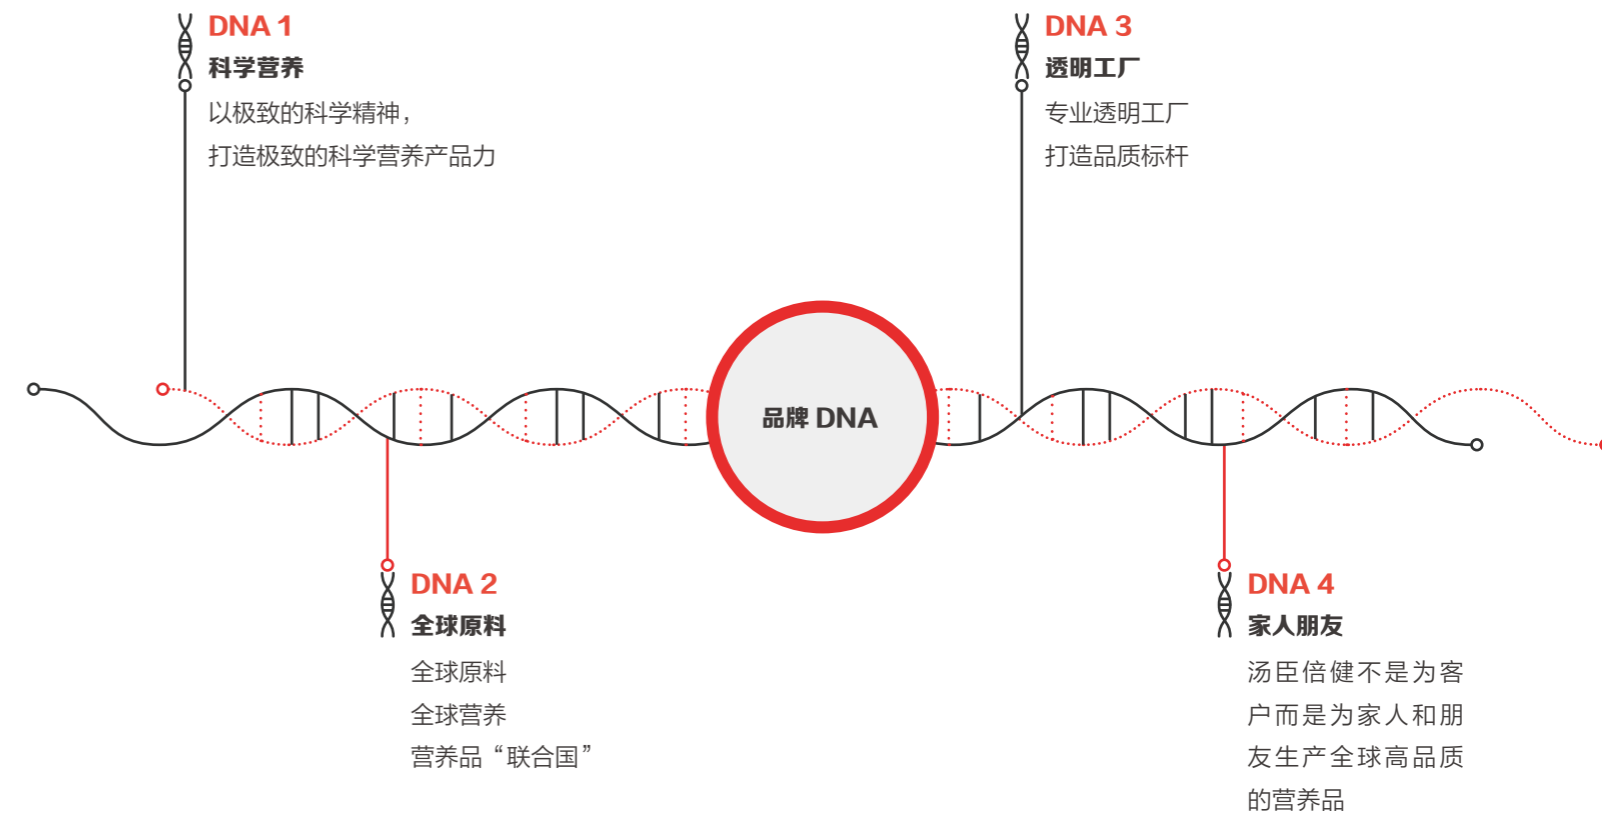 DNA 1
科学营养
以极致的科学精神，
打造极致的科学营养产品力
DNA 3
透明工厂
专业透明工厂
打造品质标杆
品牌 DNA
DNA 2
全球原料
全球原料
全球营养
营养品“联合国”
DNA 4
家人朋友
汤臣倍健不是为客
户而是为家人和朋
友生产全球高品质
的营养品